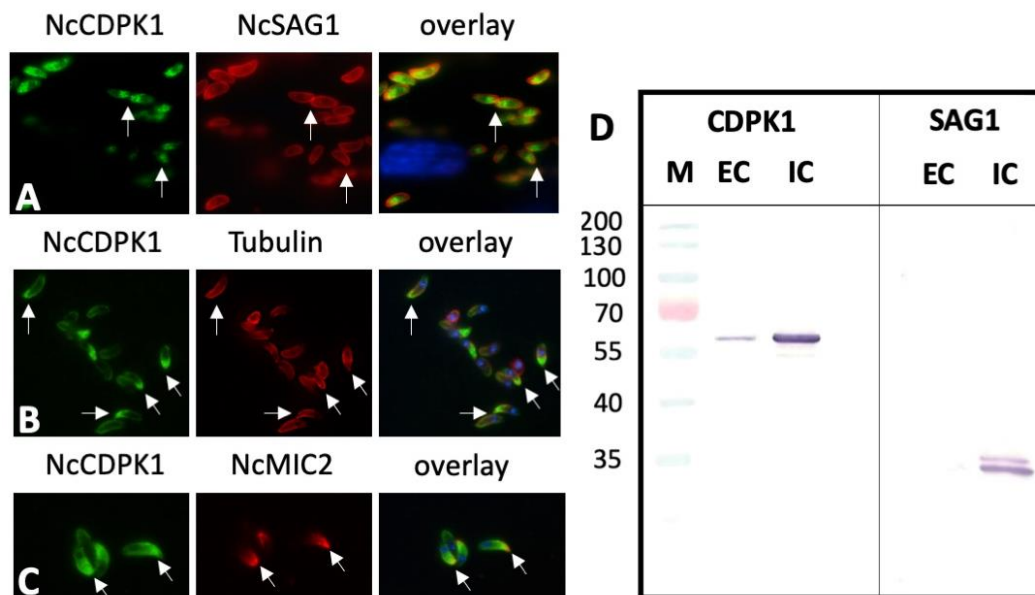 NcCDPK1 NcSAG1 overlay
A
NcCDPK1 Tubulin overlay
B
NcCDPK1 NcMIC2 overlay
C
D CDPK1 SAG1
M EC IC EC IC
200
130
100
70
55
40
35